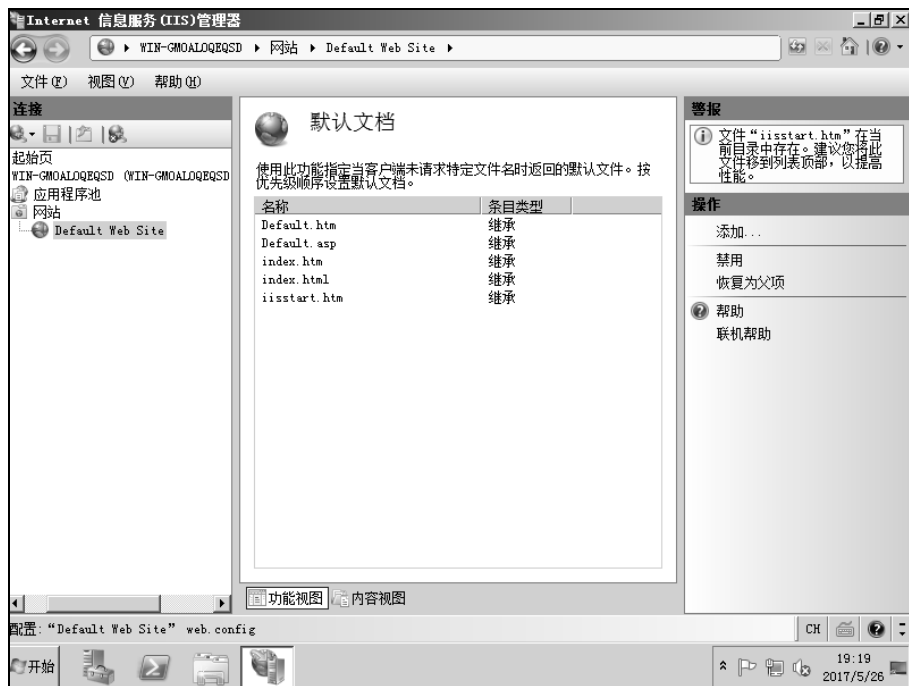 Internet 信息服务(IIS)管理器
WIN-GMOALOQEQSD ▸ 网站 ▸ Default Web Site ▸
文件(F) 视图(V) 帮助(H)
连接
起始页
WIN-GMOALOQEQSD (WIN-GMOALOQEQSD
应用程序池
网站
Default Web Site
默认文档
使用此功能指定当客户端未请求特定文件名时返回的默认文件。按
优先级顺序设置默认文档。
名称 条目类型
Default.htm 继承
Default.asp 继承
index.htm 继承
index.html 继承
iisstart.htm 继承
功能视图 内容视图
警报
文件“iisstart.htm”在当
前目录中存在。建议您将此
文件移到列表顶部，以提高
性能。
操作
添加...
禁用
恢复为父项
帮助
联机帮助
配置:“Default Web Site” web.config
CH
开始
19:19
2017/5/26